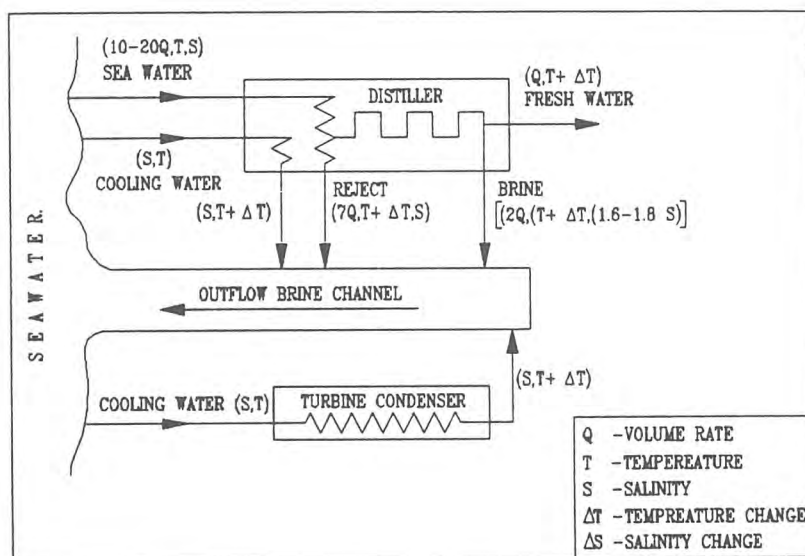 (10-20Q,T,S)
SEA WATER
DISTILLER
(Q,T+ ΔT)
FRESH WATER
(S,T)
COOLING WATER
(S,T+ ΔT)
REJECT
(7Q,T+ ΔT,S)
BRINE
[(2Q,(T+ ΔT,(1.6-1.8 S)]
SEAWATER.
OUTFLOW BRINE CHANNEL
(S,T+ ΔT)
COOLING WATER (S,T)
TURBINE CONDENSER
Q -VOLUME RATE
T -TEMPEREATURE
S -SALINITY
ΔT -TEMPREATURE CHANGE
ΔS -SALINITY CHANGE